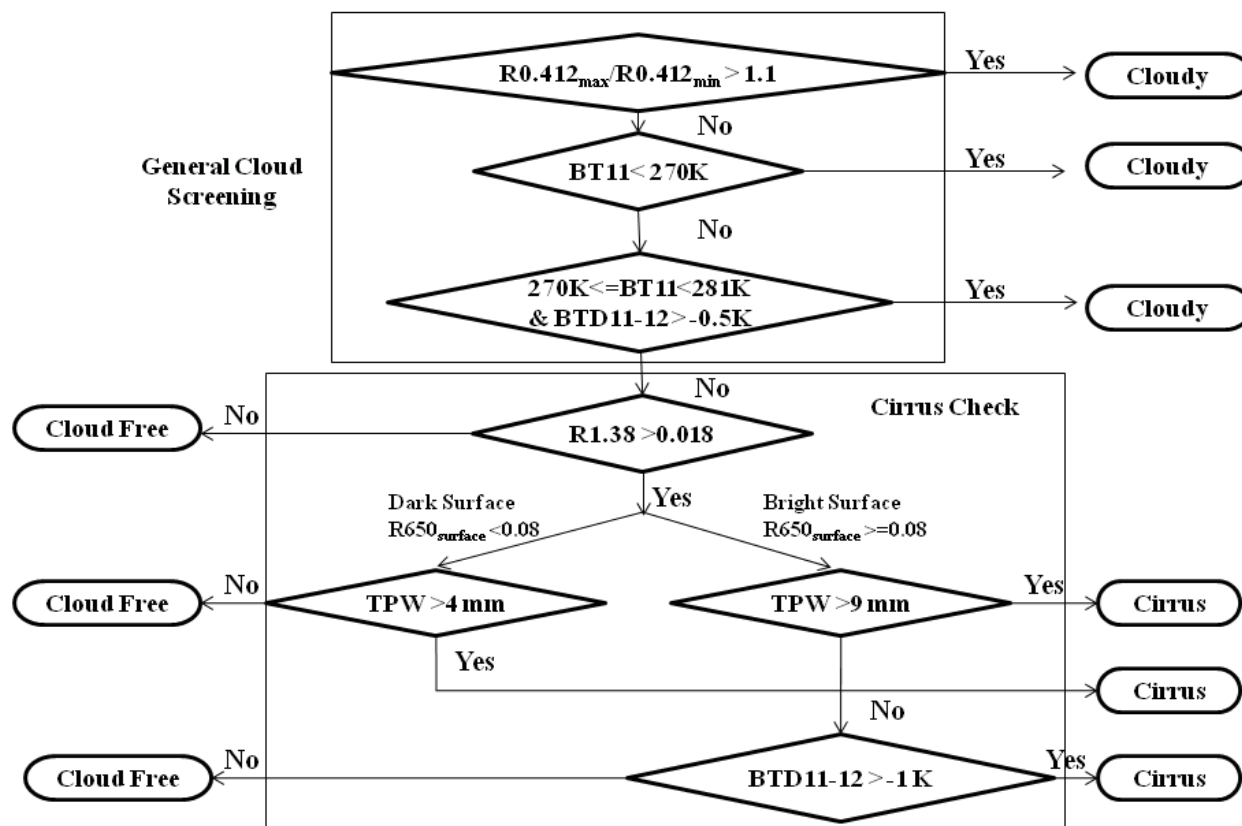 R0.412max/R0.412min > 1.1
Yes
Cloudy
No
General Cloud
Screening
BT11< 270K
Yes
Cloudy
No
270K<=BT11<281K
& BTD11-12 >-0.5K
Yes
Cloudy
No
Cirrus Check
Cloud Free
No
R1.38 >0.018
Yes
Dark Surface
R650surface <0.08
Bright Surface
R650surface >=0.08
Cloud Free
No
TPW >4 mm
TPW >9 mm
Yes
Cirrus
Yes
Cirrus
No
Cloud Free
No
BTD11-12 >-1 K
Yes
Cirrus